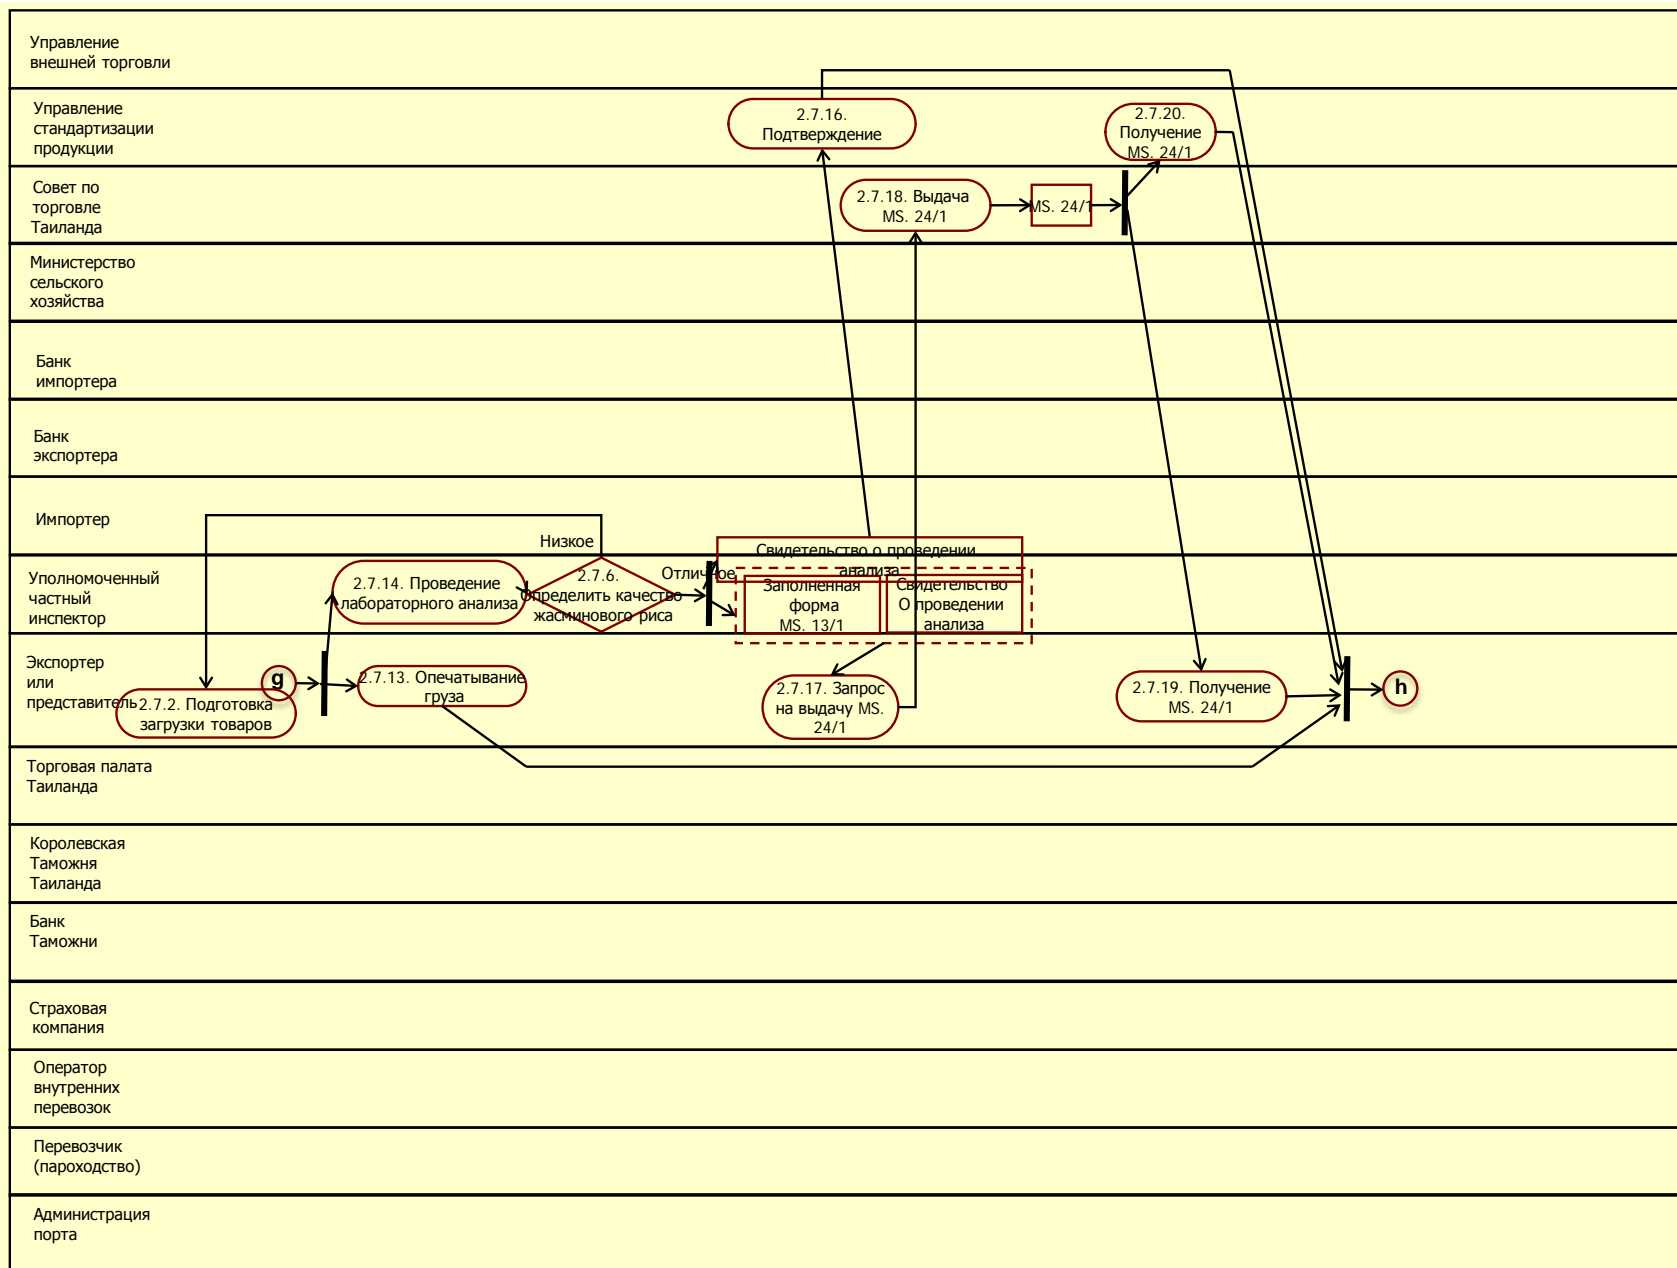 Управление
внешней торговли
Управление
стандартизации
продукции
2.7.16.
Подтверждение
2.7.20.
Получение
MS. 24/1
Совет по
торговле
Таиланда
2.7.18. Выдача
MS. 24/1
MS. 24/1
Министерство
сельского
хозяйства
Банк
импортера
Банк
экспортера
Импортер
Низкое
Свидетельство о проведении
анализа
Уполномоченный
частный
инспектор
2.7.14. Проведение
лабораторного анализа
2.7.6.
Определить качество
жасминового риса
Отличное
Заполненная
форма
MS. 13/1
Свидетельство
О проведении
анализа
Экспортер
или
представитель
2.7.2. Подготовка
загрузки товаров
g
2.7.13. Опечатывание
груза
2.7.17. Запрос
на выдачу MS.
24/1
2.7.19. Получение
MS. 24/1
h
Торговая палата
Таиланда
Королевская
Таможня
Таиланда
Банк
Таможни
Страховая
компания
Оператор
внутренних
перевозок
Перевозчик
(пароходство)
Администрация
порта